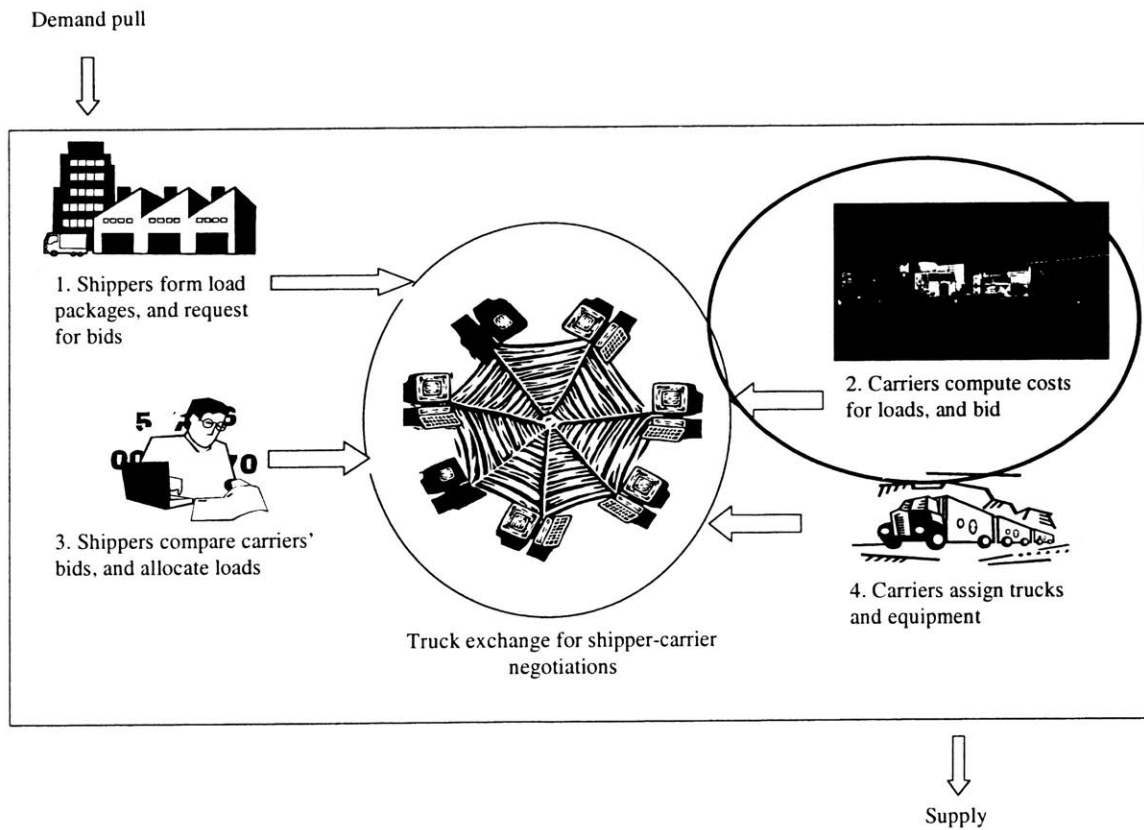 Demand pull
1. Shippers form load
packages, and request
for bids
2. Carriers compute costs
for loads, and bid
3. Shippers compare carriers'
bids, and allocate loads
4. Carriers assign trucks
and equipment
Truck exchange for shipper-carrier
negotiations
Supply